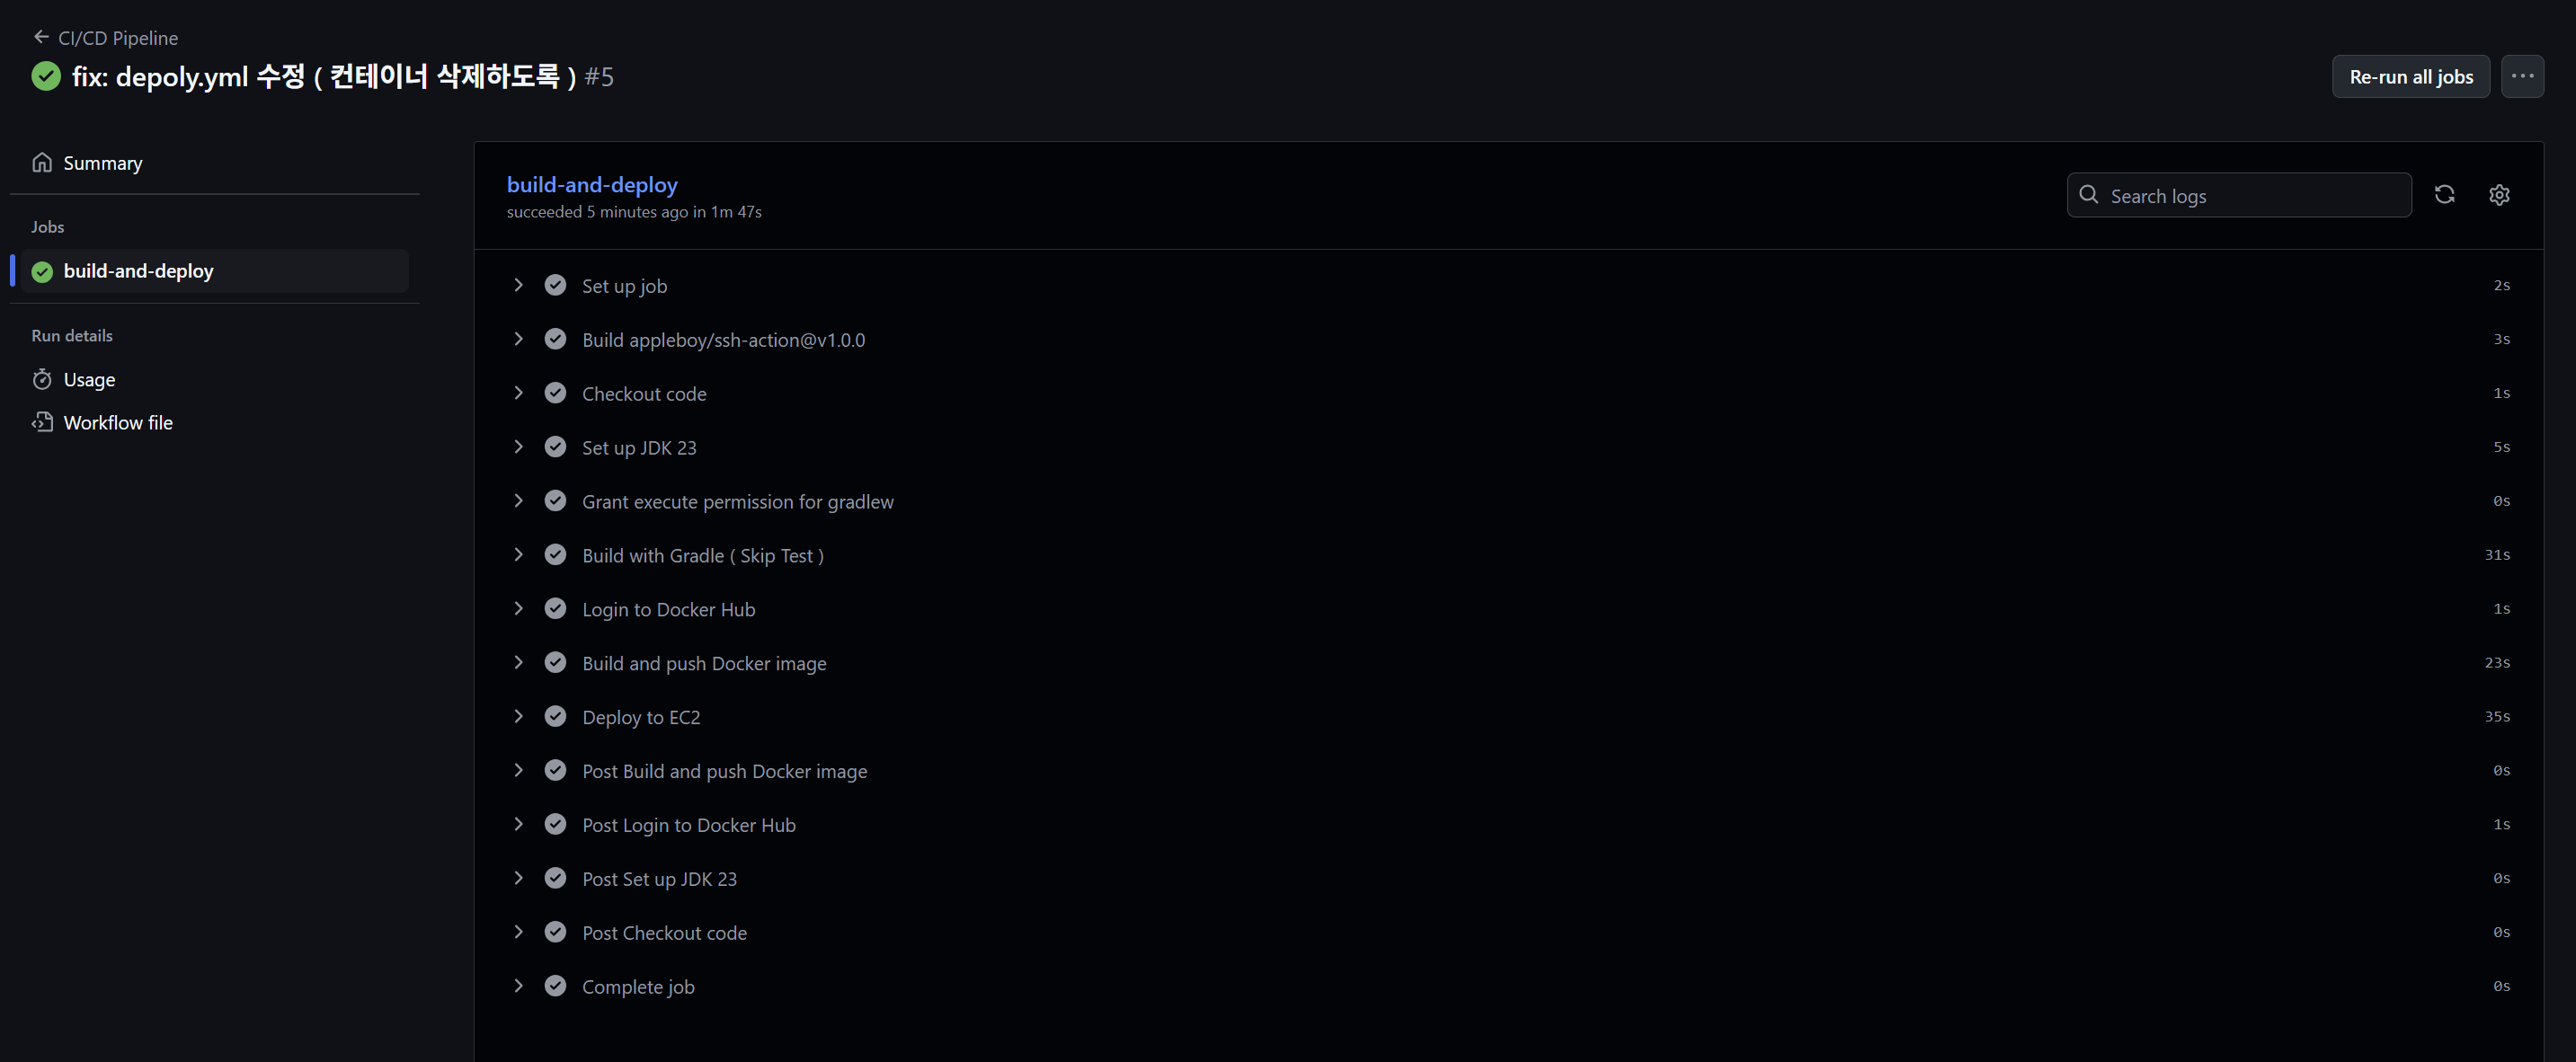 CI/CD Pipeline
fix: depoly.yml 수정 ( 컨테이너 삭제하도록 ) #5
Re-run all jobs
Summary
Jobs
build-and-deploy
Run details
Usage
Workflow file
build-and-deploy
succeeded 5 minutes ago in 1m 47s
Search logs
Set up job 2s
Build appleboy/ssh-action@v1.0.0 3s
Checkout code 1s
Set up JDK 23 5s
Grant execute permission for gradlew 0s
Build with Gradle ( Skip Test ) 31s
Login to Docker Hub 1s
Build and push Docker image 23s
Deploy to EC2 35s
Post Build and push Docker image 0s
Post Login to Docker Hub 1s
Post Set up JDK 23 0s
Post Checkout code 0s
Complete job 0s